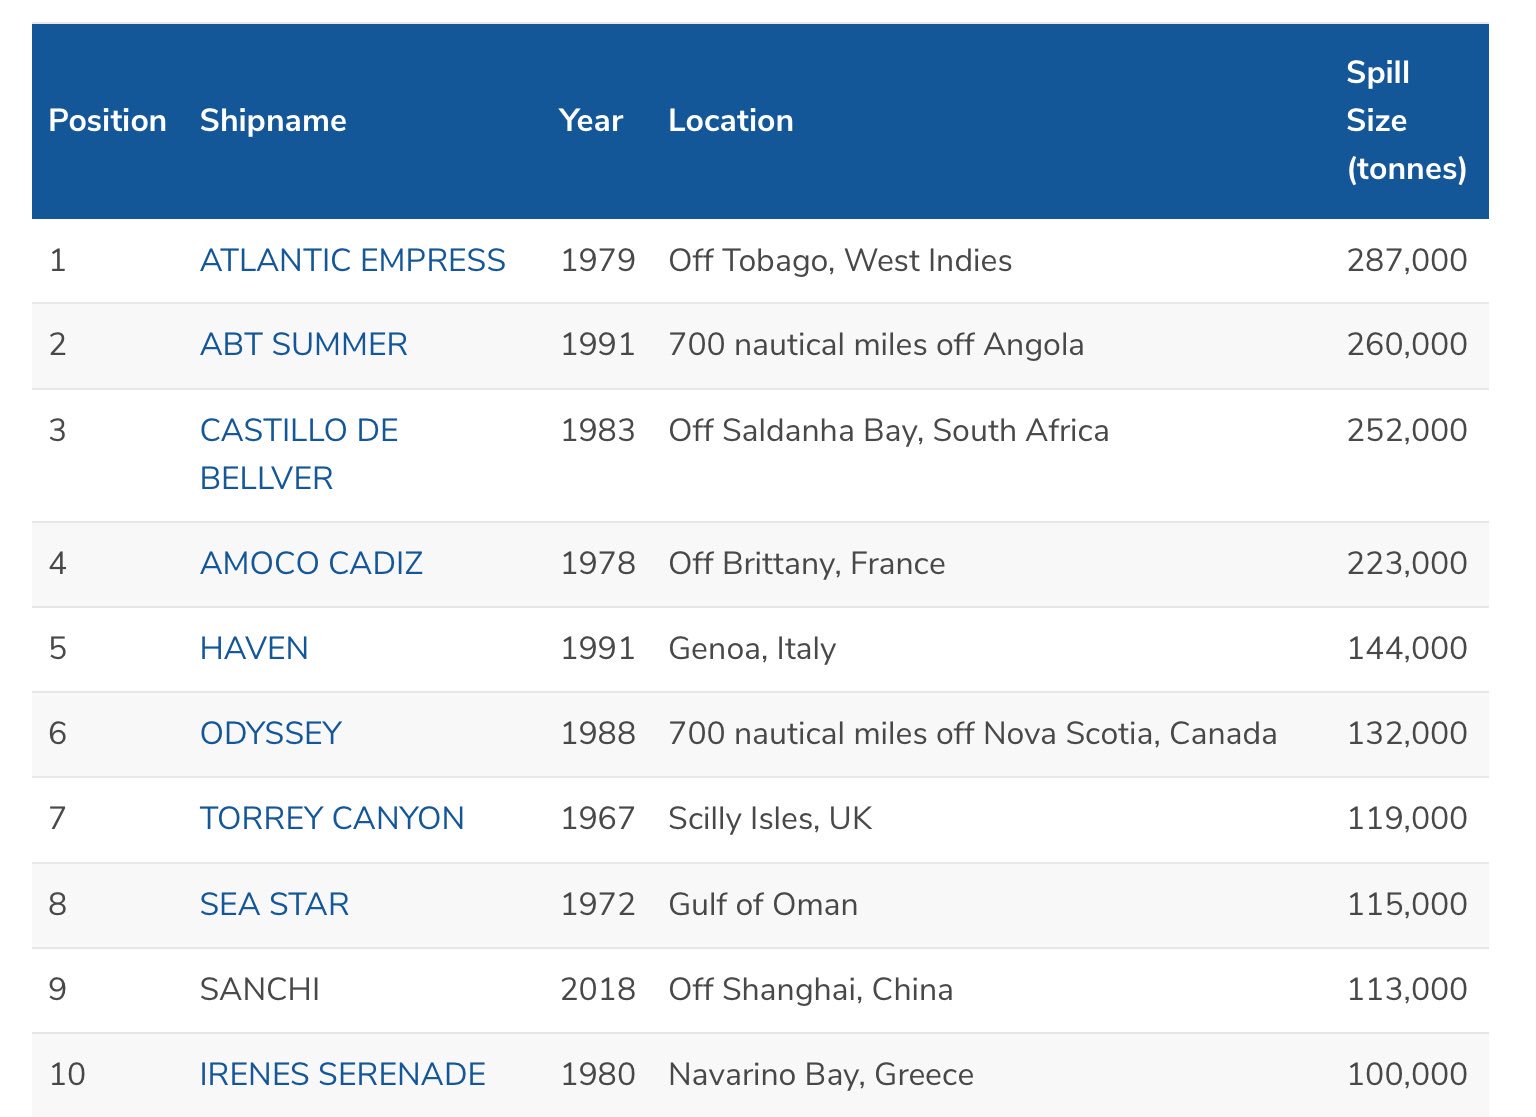 Position Shipname Year Location Spill Size (tonnes)
1 ATLANTIC EMPRESS 1979 Off Tobago, West Indies 287,000
2 ABT SUMMER 1991 700 nautical miles off Angola 260,000
3 CASTILLO DE BELLVER 1983 Off Saldanha Bay, South Africa 252,000
4 AMOCO CADIZ 1978 Off Brittany, France 223,000
5 HAVEN 1991 Genoa, Italy 144,000
6 ODYSSEY 1988 700 nautical miles off Nova Scotia, Canada 132,000
7 TORREY CANYON 1967 Scilly Isles, UK 119,000
8 SEA STAR 1972 Gulf of Oman 115,000
9 SANCHI 2018 Off Shanghai, China 113,000
10 IRENES SERENADE 1980 Navarino Bay, Greece 100,000